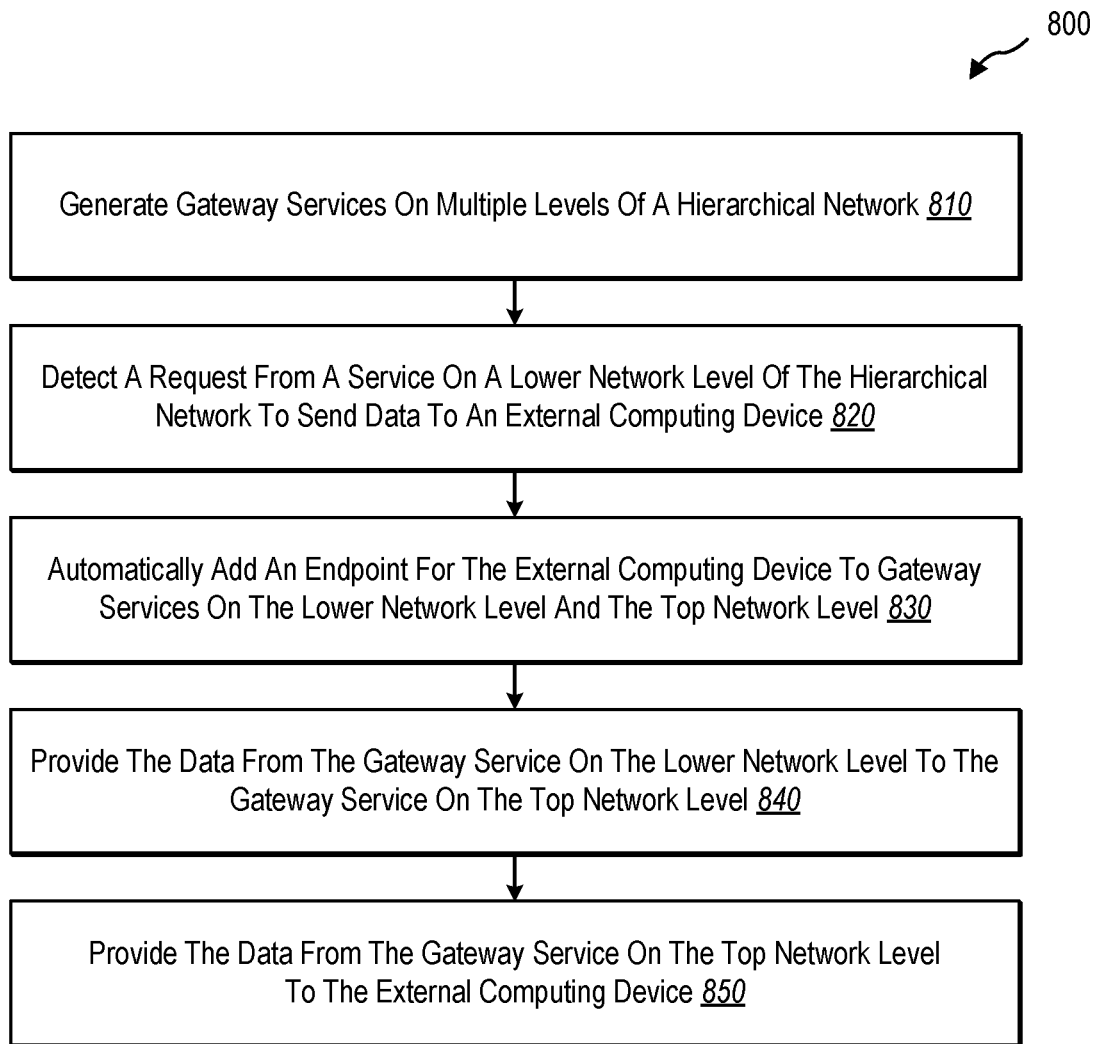 800
Generate Gateway Services On Multiple Levels Of A Hierarchical Network 810
Detect A Request From A Service On A Lower Network Level Of The Hierarchical
Network To Send Data To An External Computing Device 820
Automatically Add An Endpoint For The External Computing Device To Gateway
Services On The Lower Network Level And The Top Network Level 830
Provide The Data From The Gateway Service On The Lower Network Level To The
Gateway Service On The Top Network Level 840
Provide The Data From The Gateway Service On The Top Network Level
To The External Computing Device 850